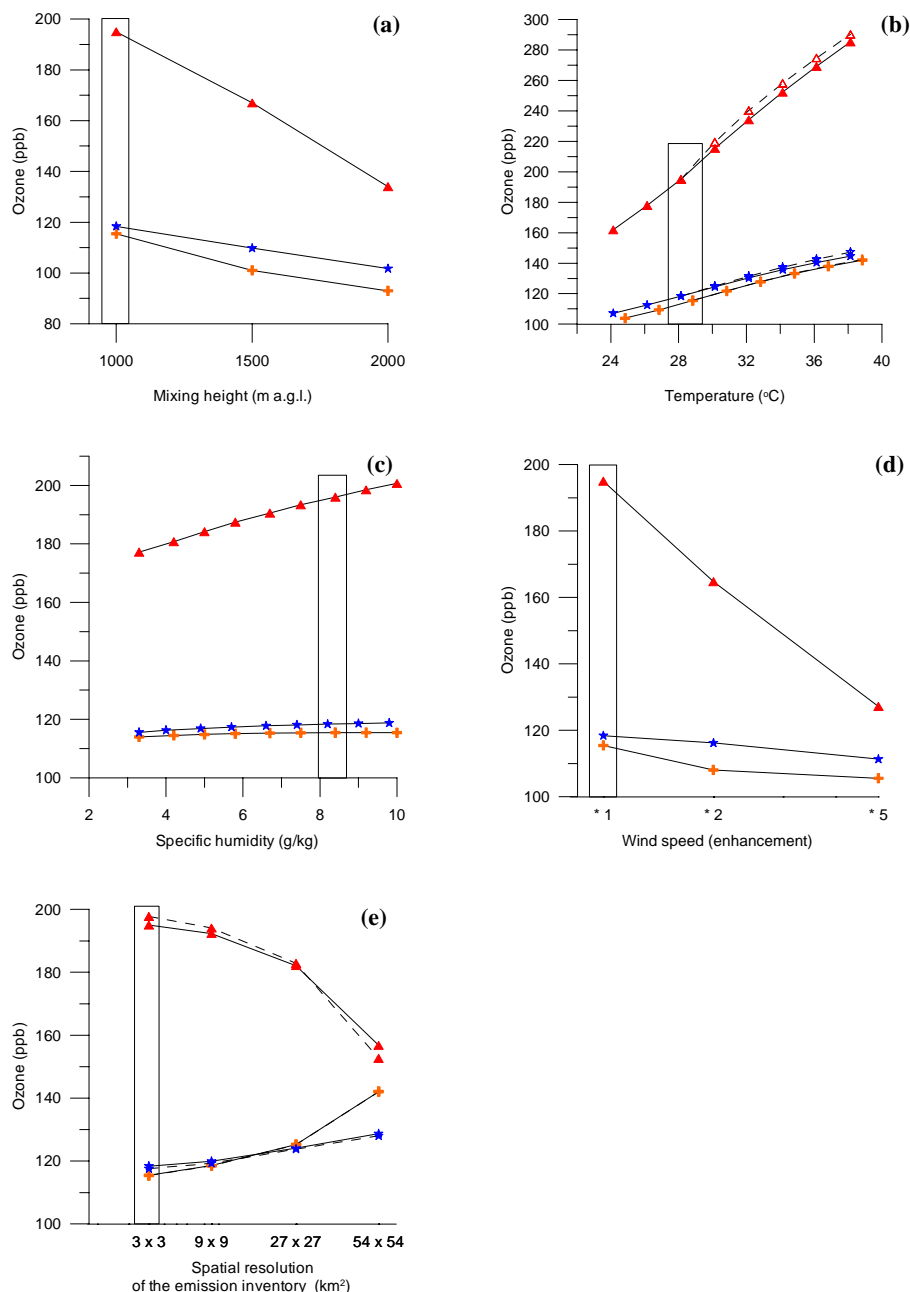 (a)
200
180
160
140
120
100
80
Ozone (ppb)
1000
1500
2000
Mixing height (m a.g.l.)
(b)
300
280
260
240
220
200
180
160
140
120
100
Ozone (ppb)
24
28
32
36
40
Temperature (°C)
(c)
200
180
160
140
120
100
Ozone (ppb)
2
4
6
8
10
Specific humidity (g/kg)
(d)
200
180
160
140
120
100
Ozone (ppb)
* 1
* 2
* 5
Wind speed (enhancement)
(e)
200
180
160
140
120
100
Ozone (ppb)
3 x 3
9 x 9
27 x 27
54 x 54
Spatial resolution
of the emission inventory (km²)